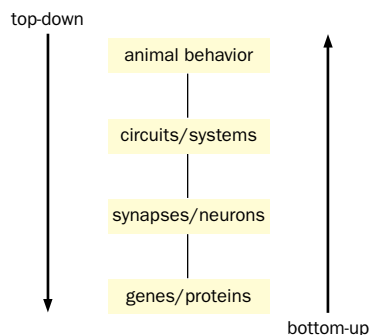 top-down
animal behavior
circuits/systems
synapses/neurons
genes/proteins
bottom-up